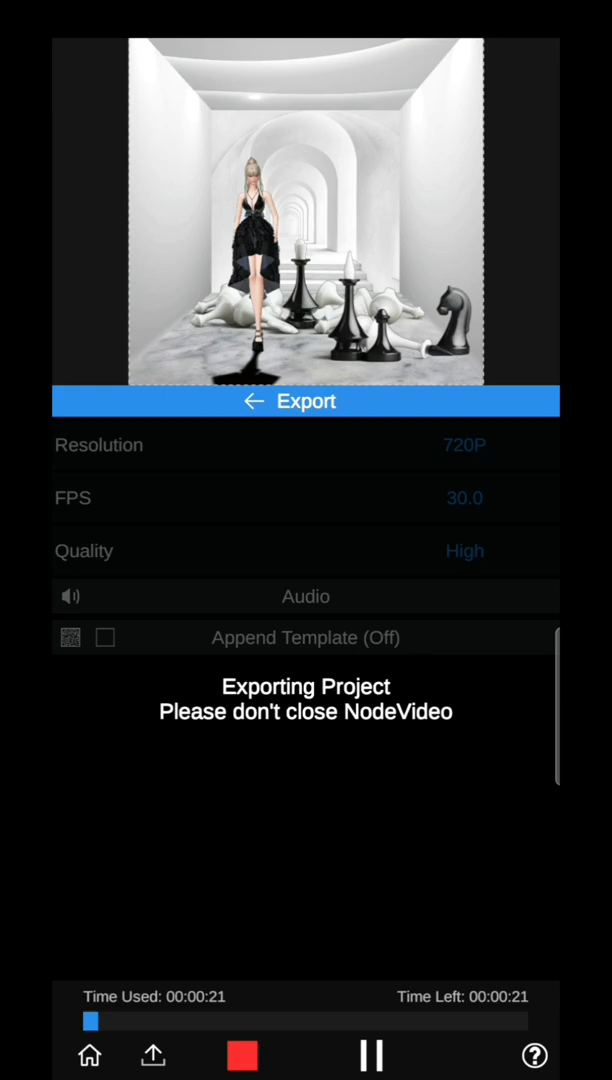 Export
Resolution 720P
FPS 30.0
Quality High
Audio
Append Template (Off)
Exporting Project
Please don't close NodeVideo
Time Used: 00:00:21 Time Left: 00:00:21
?